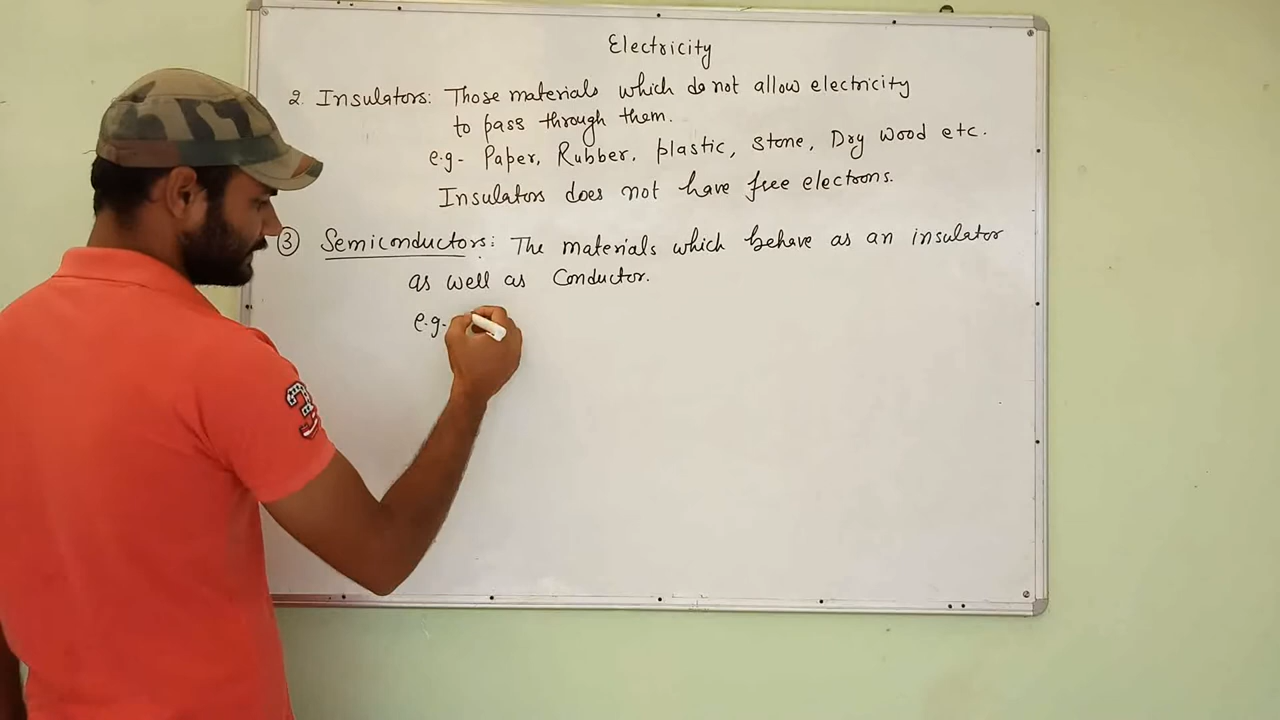 Electricity
2. Insulators: Those materials which do not allow electricity
to pass through them.
e.g- Paper, Rubber, plastic, Stone, Dry Wood etc.
Insulators does not have free electrons.
3 Semiconductors: The materials which behave as an insulator
as well as Conductor.
e.g-
3